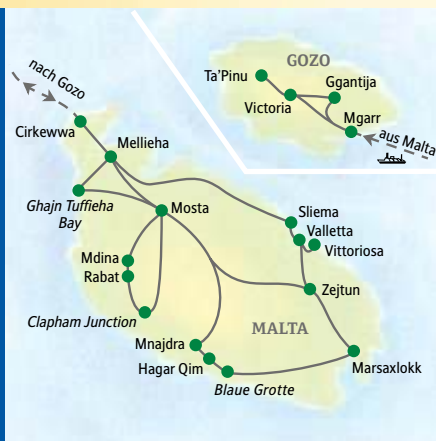 nach Gozo
GOZO
Ta'Pinu
Ggantija
Victoria
Mgarr
aus Malta
Cirkewwa
Mellieha
Ghajn Tuffieha
Bay
Mosta
Sliema
Valletta
Vittoriosa
Mdina
Rabat
Zejtun
Clapham Junction
MALTA
Mnajdra
Hagar Qim
Marsaxlokk
Blaue Grotte